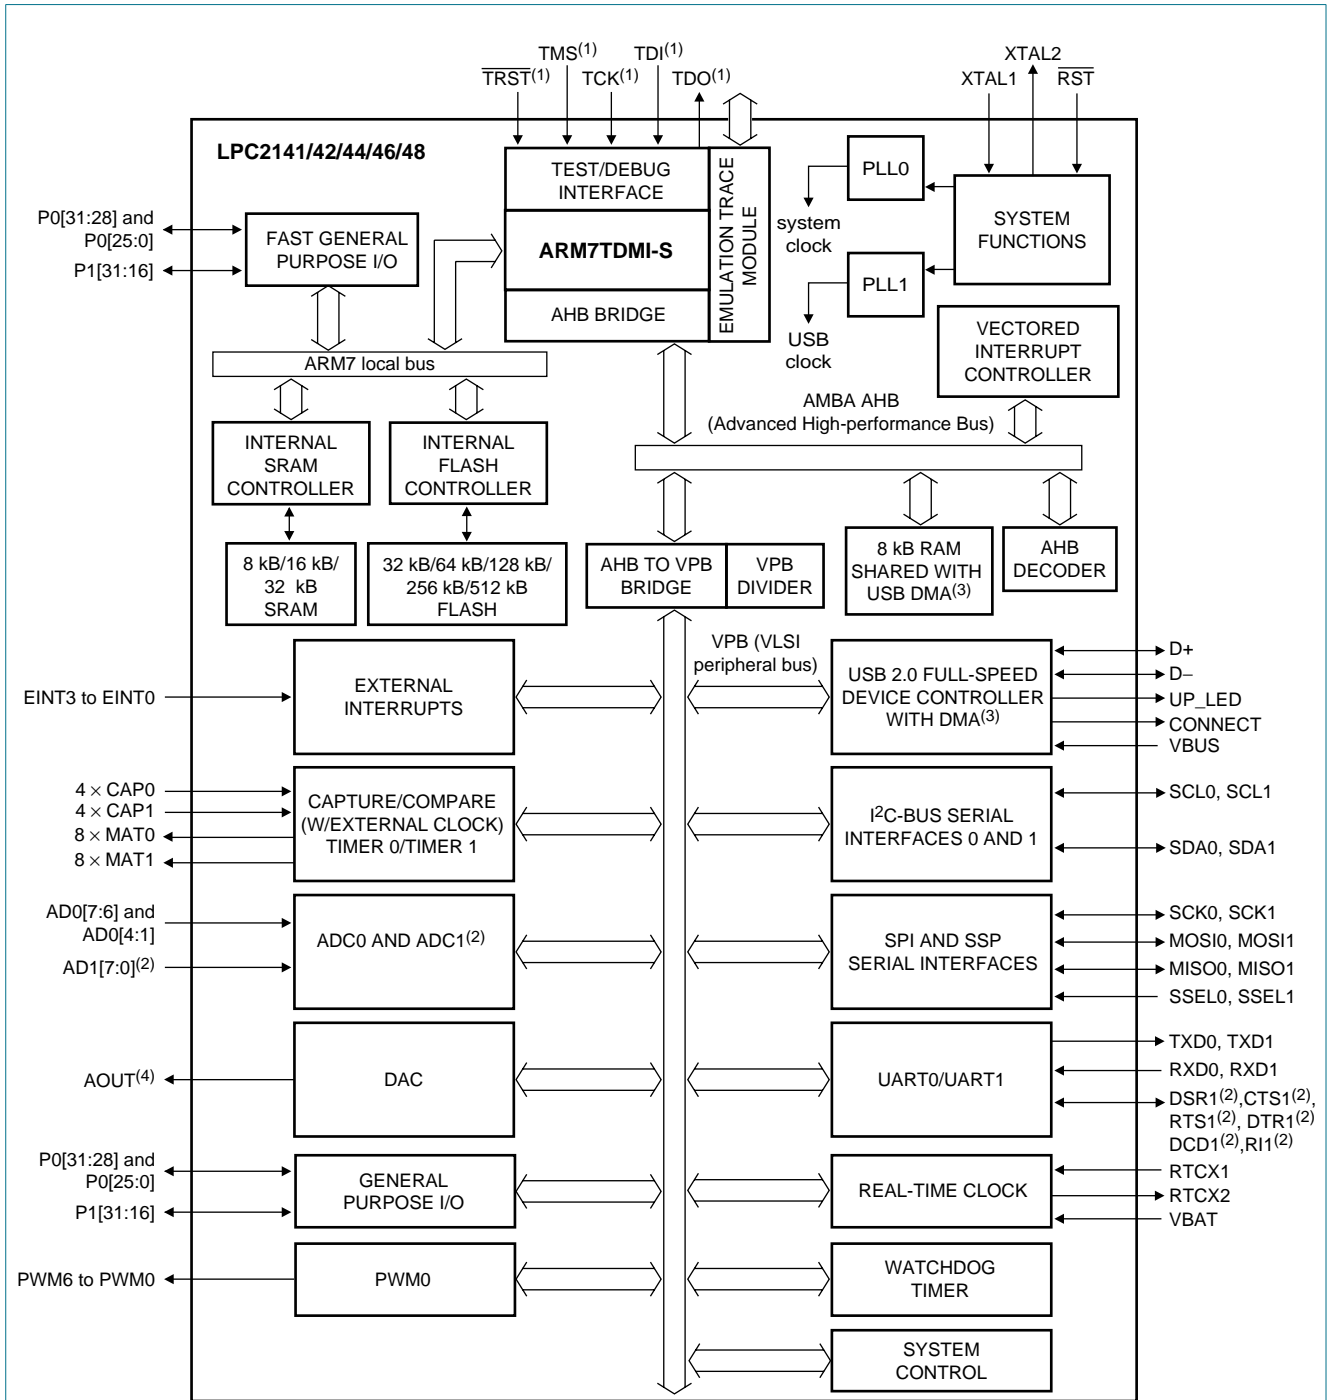 TMS(1)
TDI(1)
TRST(1)
TCK(1)
TDO(1)
XTAL2
XTAL1
RST
LPC2141/42/44/46/48
TEST/DEBUG
INTERFACE
ARM7TDMI-S
AHB BRIDGE
EMULATION TRACE
MODULE
PLL0
system
clock
PLL1
USB
clock
SYSTEM
FUNCTIONS
P0[31:28] and
P0[25:0]
P1[31:16]
FAST GENERAL
PURPOSE I/O
VECTORED
INTERRUPT
CONTROLLER
ARM7 local bus
AMBA AHB
(Advanced High-performance Bus)
INTERNAL
SRAM
CONTROLLER
INTERNAL
FLASH
CONTROLLER
8 kB/16 kB/
32 kB
SRAM
32 kB/64 kB/128 kB/
256 kB/512 kB
FLASH
AHB TO VPB
BRIDGE
VPB
DIVIDER
8 kB RAM
SHARED WITH
USB DMA(3)
AHB
DECODER
VPB (VLSI
peripheral bus)
EINT3 to EINT0
EXTERNAL
INTERRUPTS
USB 2.0 FULL-SPEED
DEVICE CONTROLLER
WITH DMA(3)
D+
D−
UP_LED
CONNECT
VBUS
4 × CAP0
4 × CAP1
8 × MAT0
8 × MAT1
CAPTURE/COMPARE
(W/EXTERNAL CLOCK)
TIMER 0/TIMER 1
I2C-BUS SERIAL
INTERFACES 0 AND 1
SCL0, SCL1
SDA0, SDA1
AD0[7:6] and
AD0[4:1]
AD1[7:0](2)
ADC0 AND ADC1(2)
SPI AND SSP
SERIAL INTERFACES
SCK0, SCK1
MOSI0, MOSI1
MISO0, MISO1
SSEL0, SSEL1
AOUT(4)
DAC
UART0/UART1
TXD0, TXD1
RXD0, RXD1
DSR1(2),CTS1(2),
RTS1(2), DTR1(2)
DCD1(2),RI1(2)
P0[31:28] and
P0[25:0]
P1[31:16]
GENERAL
PURPOSE I/O
REAL-TIME CLOCK
RTCX1
RTCX2
VBAT
PWM6 to PWM0
PWM0
WATCHDOG
TIMER
SYSTEM
CONTROL